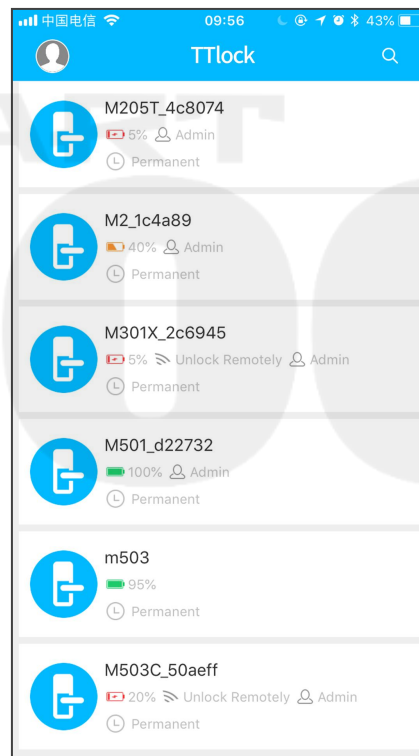 中国电信 09:56 43%
TTlock
M205T_4c8074
5% Admin
Permanent
M2_1c4a89
40% Admin
Permanent
M301X_2c6945
5% Unlock Remotely Admin
Permanent
M501_d22732
100% Admin
Permanent
m503
95%
Permanent
M503C_50aeff
20% Unlock Remotely Admin
Permanent